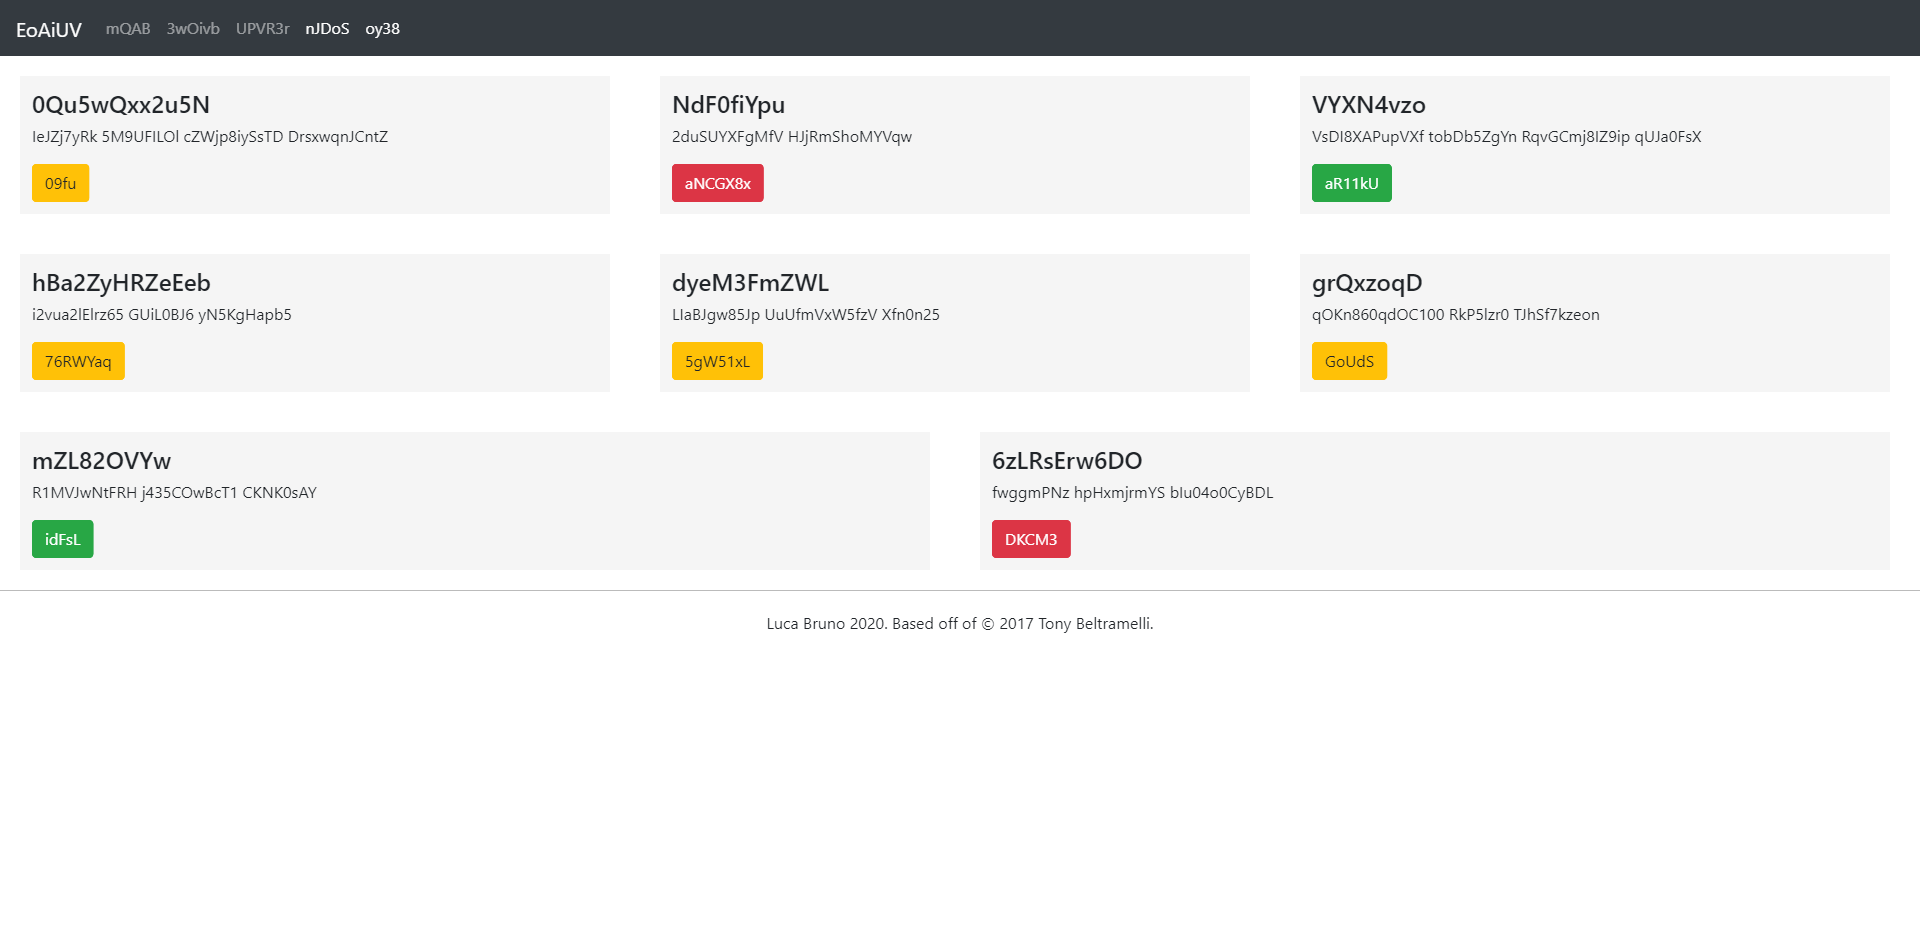 EoAiUV mQAB 3wOivb UPVR3r nJDoS oy38
0Qu5wQxx2u5N
IeJZj7yRk 5M9UFILOl cZWjp8iySsTD DrsxwqnJCntZ
09fu
NdF0fiYpu
2duSUYXFgMfV HJjRmShoMYVqw
aNCGX8x
VYXN4vzo
VsDI8XAPupVXf tobDb5ZgYn RqvGCmj8IZ9ip qUJa0FsX
aR11kU
hBa2ZyHRZeEeb
i2vua2lElrz65 GUiL0BJ6 yN5KgHapb5
76RWYaq
dyeM3FmZWL
LIaBJgw85Jp UuUfmVxW5fzV Xfn0n25
5gW51xL
grQxzoqD
qOKn860qdOC100 RkP5lzr0 TJhSf7kzeon
GoUdS
mZL82OVYw
R1MVJwNtFRH j435COwBcT1 CKNK0sAY
idFsL
6zLRsErw6DO
fwggmPNz hpHxmjrmYS bIu04o0CyBDL
DKCM3
Luca Bruno 2020. Based off of © 2017 Tony Beltramelli.